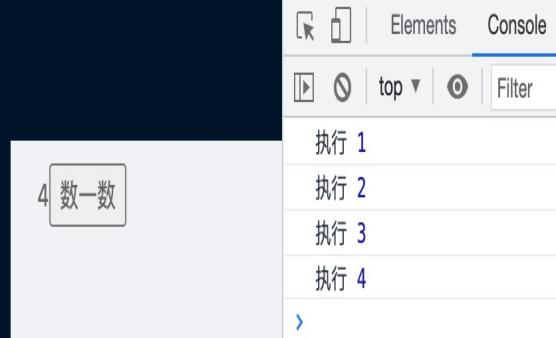 Elements Console
top ▼ Filter
执行 1
执行 2
执行 3
执行 4
4 数一数